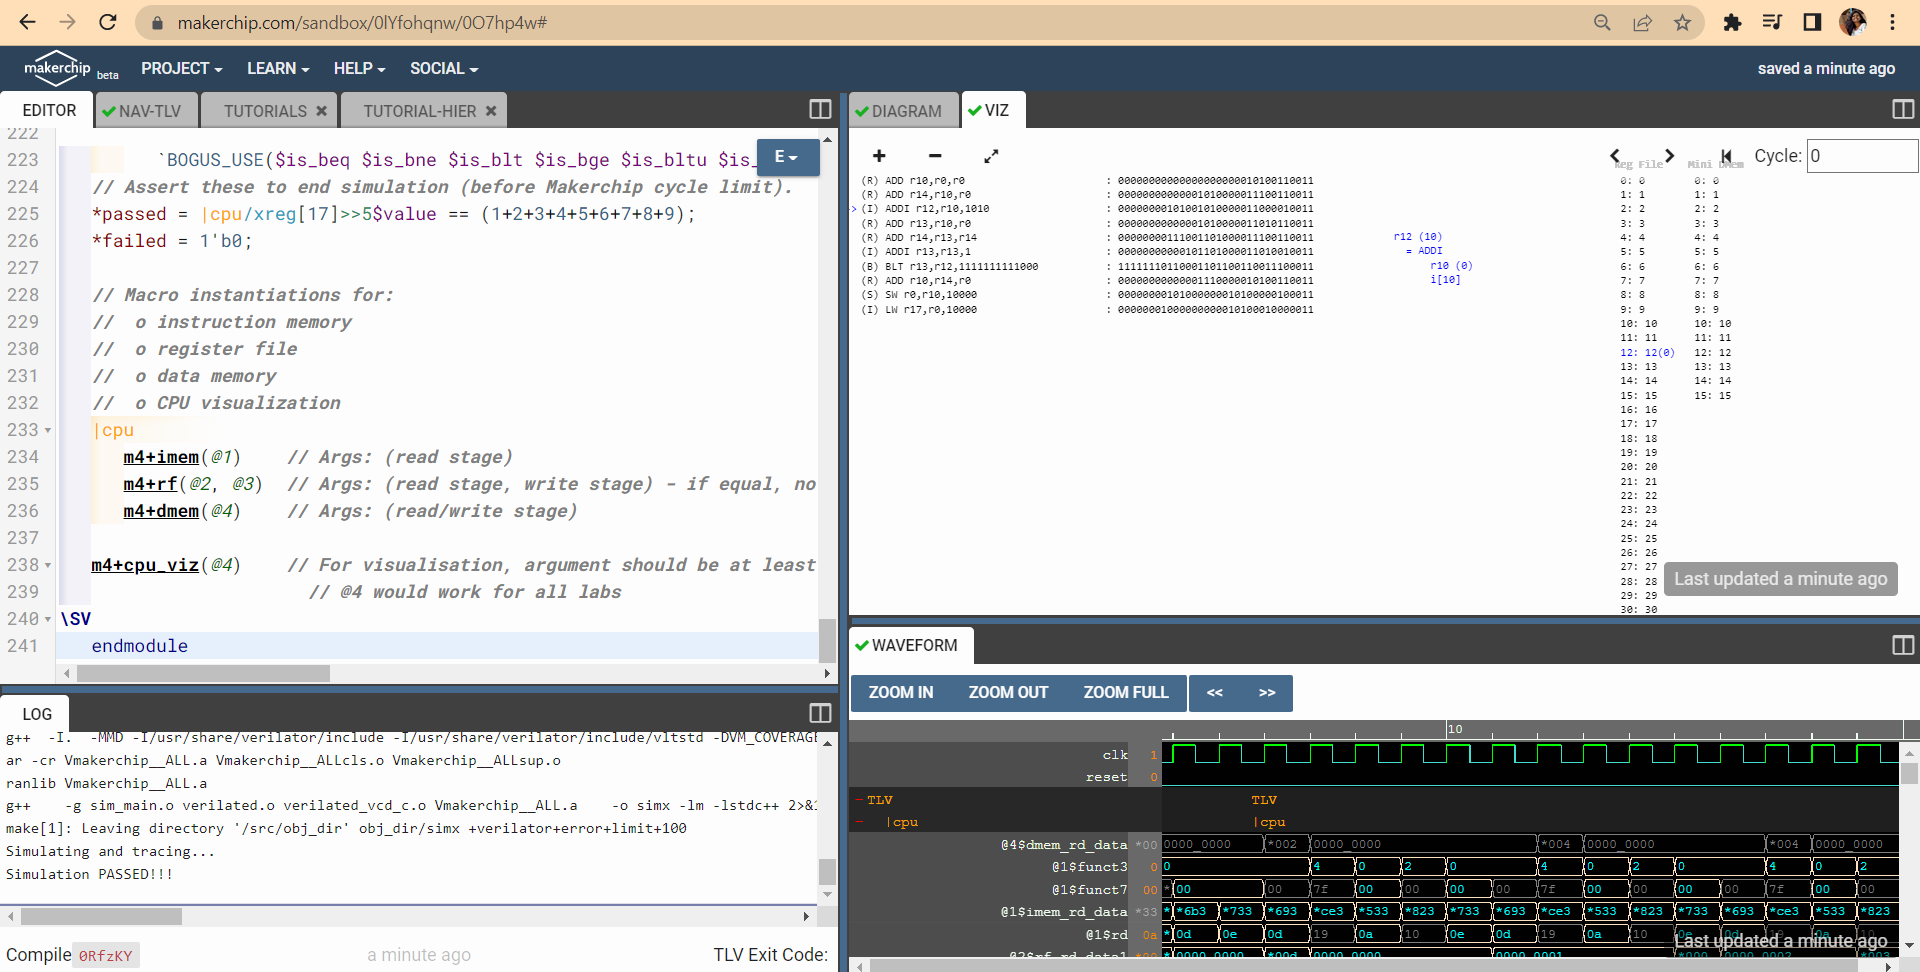 makerchip.com/sandbox/0lYfohqnw/0O7hp4w#
makerchip beta PROJECT LEARN HELP SOCIAL saved a minute ago
EDITOR NAV-TLV TUTORIALS TUTORIAL-HIER
222
223 `BOGUS_USE($is_beq $is_bne $is_blt $is_bge $is_bltu $is_
E
224 // Assert these to end simulation (before Makerchip cycle limit).
225 *passed = |cpu/xreg[17]>>5$value == (1+2+3+4+5+6+7+8+9);
226 *failed = 1'b0;
227
228 // Macro instantiations for:
229 //  o instruction memory
230 //  o register file
231 //  o data memory
232 //  o CPU visualization
233 |cpu
234 m4+imem(@1)    // Args: (read stage)
235 m4+rf(@2, @3)  // Args: (read stage, write stage) - if equal, no
236 m4+dmem(@4)    // Args: (read/write stage)
237
238 m4+cpu_viz(@4)    // For visualisation, argument should be at least
239 // @4 would work for all labs
240 \SV
241 endmodule
LOG
g++  -I.  -MMD -I/usr/share/verilator/include -I/usr/share/verilator/include/vltstd -DVM_COVERAGE
ar -cr Vmakerchip__ALL.a Vmakerchip__ALLcls.o Vmakerchip__ALLsup.o
ranlib Vmakerchip__ALL.a
g++    -g sim_main.o verilated.o verilated_vcd_c.o Vmakerchip__ALL.a    -o simx -lm -lstdc++ 2>&1
make[1]: Leaving directory '/src/obj_dir' obj_dir/simx +verilator+error+limit+100
Simulating and tracing...
Simulation PASSED!!!
Compile 0RfzKY a minute ago TLV Exit Code:
DIAGRAM VIZ
Cycle: 0
Reg File Mini DMem
(R) ADD r10,r0,r0
(R) ADD r14,r10,r0
-> (I) ADDI r12,r10,1010
(R) ADD r13,r10,r0
(R) ADD r14,r13,r14
(I) ADDI r13,r13,1
(B) BLT r13,r12,1111111111000
(R) ADD r10,r14,r0
(S) SW r0,r10,10000
(I) LW r17,r0,10000
r12 (10)
= ADDI
r10 (0)
i[10]
0: 0 0: 0
1: 1 1: 1
2: 2 2: 2
3: 3 3: 3
4: 4 4: 4
5: 5 5: 5
6: 6 6: 6
7: 7 7: 7
8: 8 8: 8
9: 9 9: 9
10: 10 10: 10
11: 11 11: 11
12: 12(0) 12: 12
13: 13 13: 13
14: 14 14: 14
15: 15 15: 15
16: 16
17: 17
18: 18
19: 19
20: 20
21: 21
22: 22
23: 23
24: 24
25: 25
26: 26
27: 27
28: 28
29: 29
30: 30
Last updated a minute ago
WAVEFORM
ZOOM IN ZOOM OUT ZOOM FULL << >>
10
clk 1
reset 0
TLV TLV
|cpu |cpu
@4$dmem_rd_data *00 0000_0000 *002 0000_0000 *004 0000_0000 *004 0000_0000
@1$funct3 0 0 4 0 2 0 4 0 2 0 4 0 2
@1$funct7 00 * 00 00 7f 00 00 00 00 7f 00 00 00 00 7f 00 00
@1$imem_rd_data *33 * *6b3 *733 *693 *ce3 *533 *823 *733 *693 *ce3 *533 *823 *733 *693 *ce3 *533 *823
@1$rd 0a * 0d 0e 0d 19 0a 10 0e 0d 19 0a 10 0e 0d 19 0a 10
Last updated a minute ago